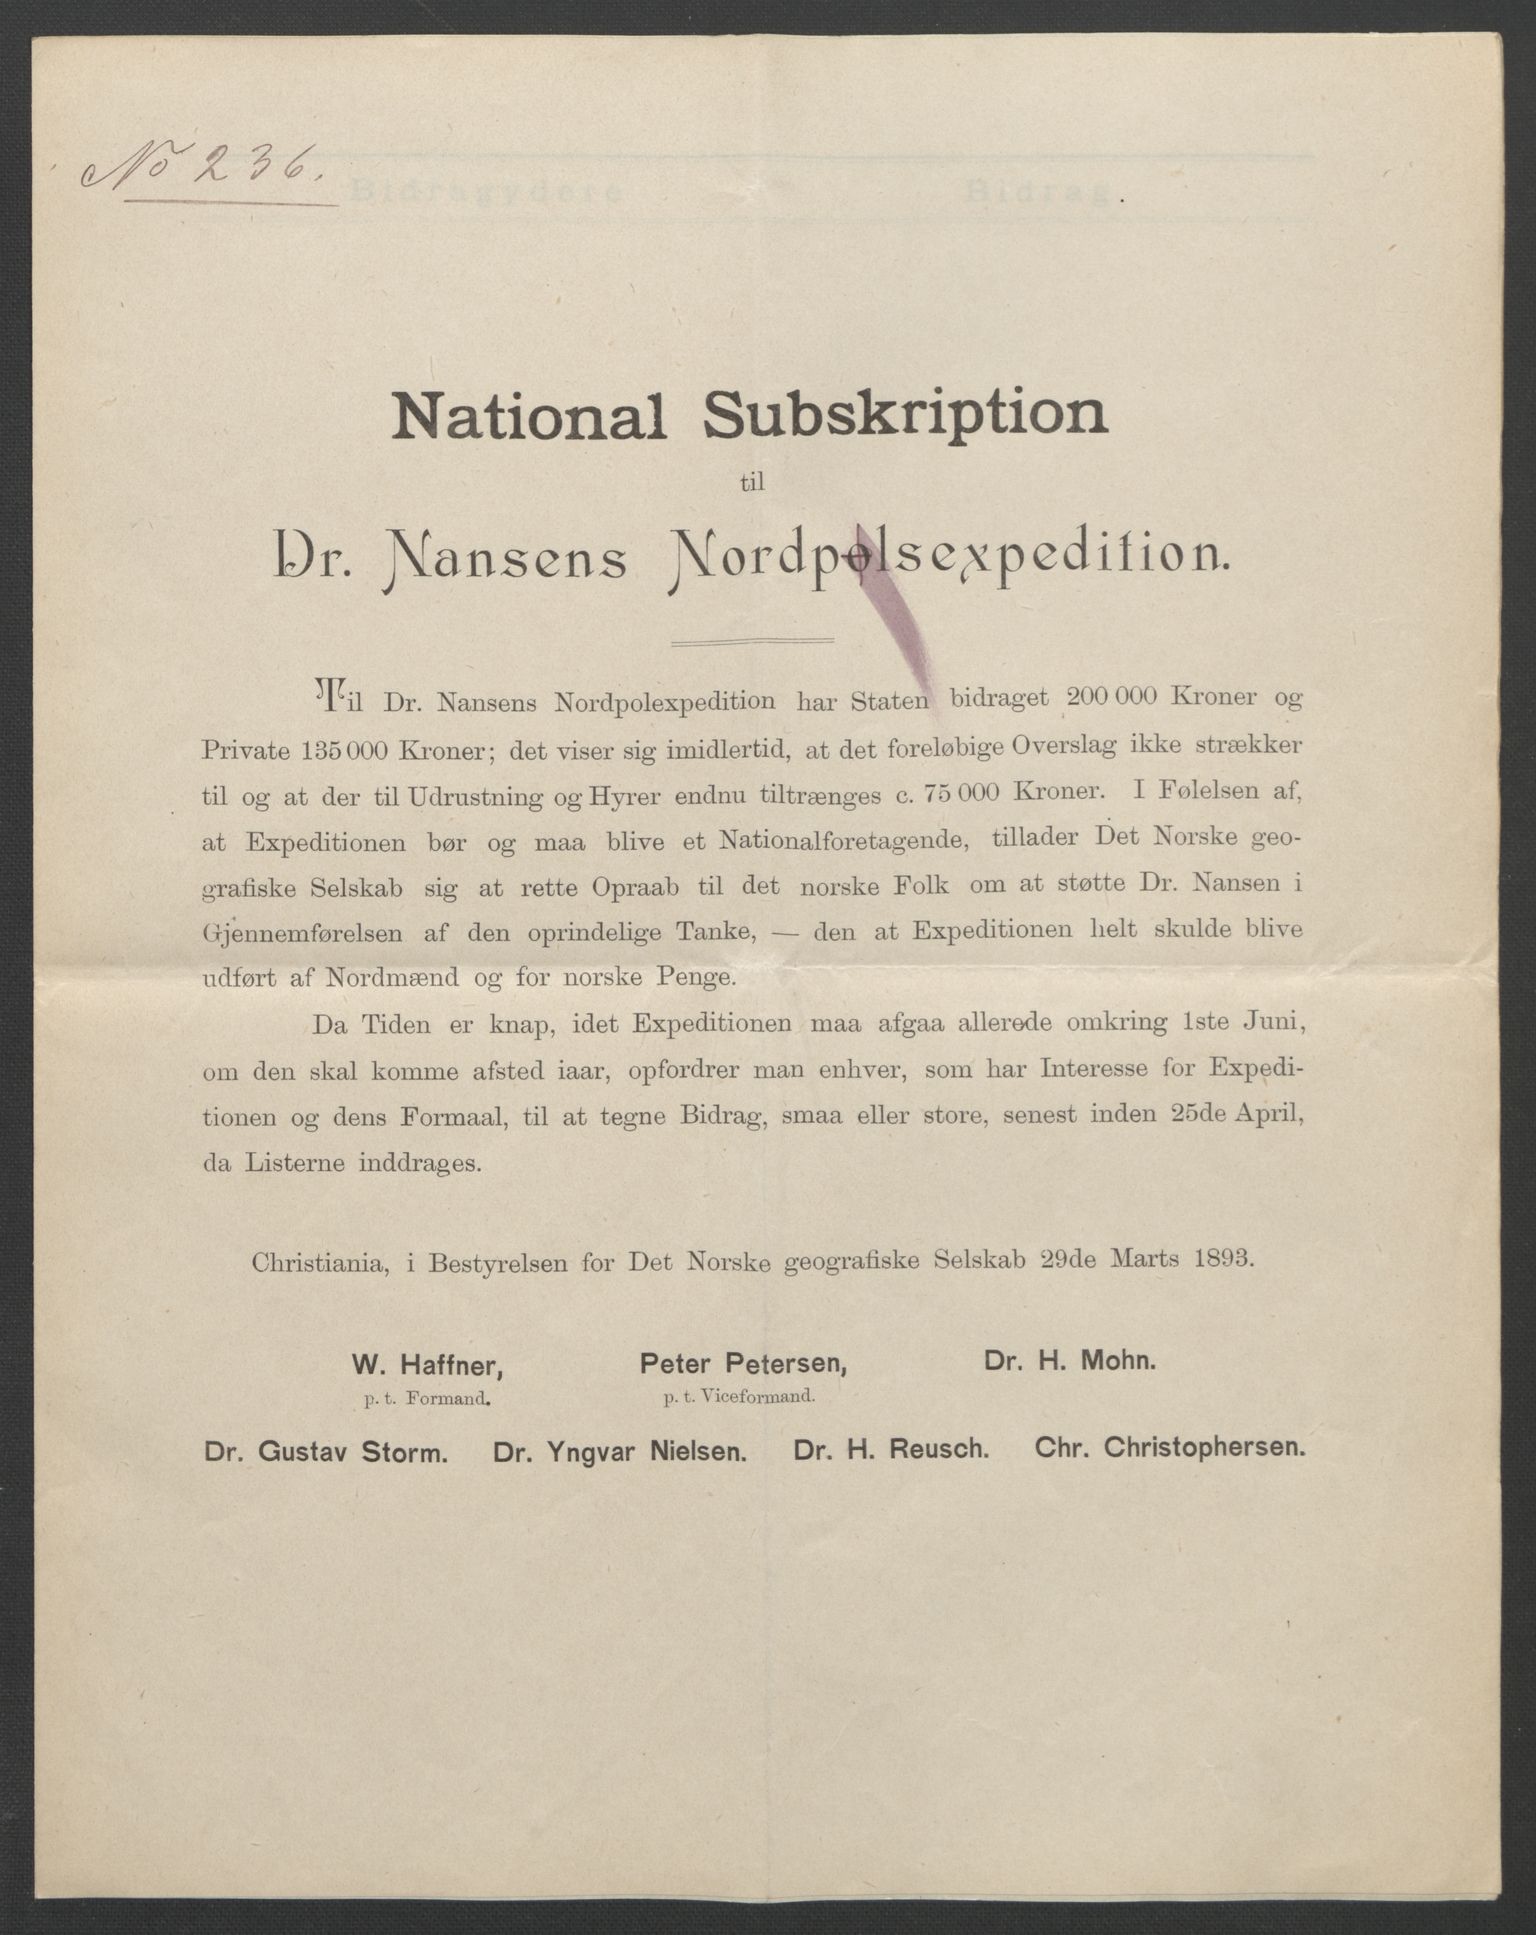 No 236.
Bidragydere Bidrag.
National Subskription
til
Dr. Nansens Nordpolsexpedition.
Til Dr. Nansens Nordpolexpedition har Staten bidraget 200 000 Kroner og
Private 135 000 Kroner; det viser sig imidlertid, at det foreløbige Overslag ikke strækker
til og at der til Udrustning og Hyrer endnu tiltrænges c. 75 000 Kroner. I Følelsen af,
at Expeditionen bør og maa blive et Nationalforetagende, tillader Det Norske geo-
grafiske Selskab sig at rette Opraab til det norske Folk om at støtte Dr. Nansen i
Gjennemførelsen af den oprindelige Tanke, — den at Expeditionen helt skulde blive
udført af Nordmænd og for norske Penge.
Da Tiden er knap, idet Expeditionen maa afgaa allerede omkring 1ste Juni,
om den skal komme afsted iaar, opfordrer man enhver, som har Interesse for Expedi-
tionen og dens Formaal, til at tegne Bidrag, smaa eller store, senest inden 25de April,
da Listerne inddrages.
Christiania, i Bestyrelsen for Det Norske geografiske Selskab 29de Marts 1893.
W. Haffner, Peter Petersen, Dr. H. Mohn.
p. t. Formand. p. t. Viceformand.
Dr. Gustav Storm. Dr. Yngvar Nielsen. Dr. H. Reusch. Chr. Christophersen.